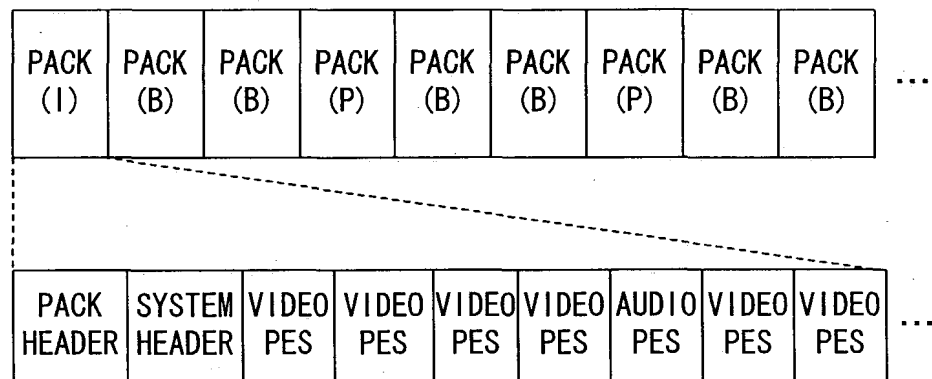 PACK PACK PACK PACK PACK PACK PACK PACK PACK
(I) (B) (B) (P) (B) (B) (P) (B) (B) ...
PACK SYSTEM VIDEO VIDEO VIDEO VIDEO AUDIO VIDEO VIDEO
HEADER HEADER PES PES PES PES PES PES PES ...